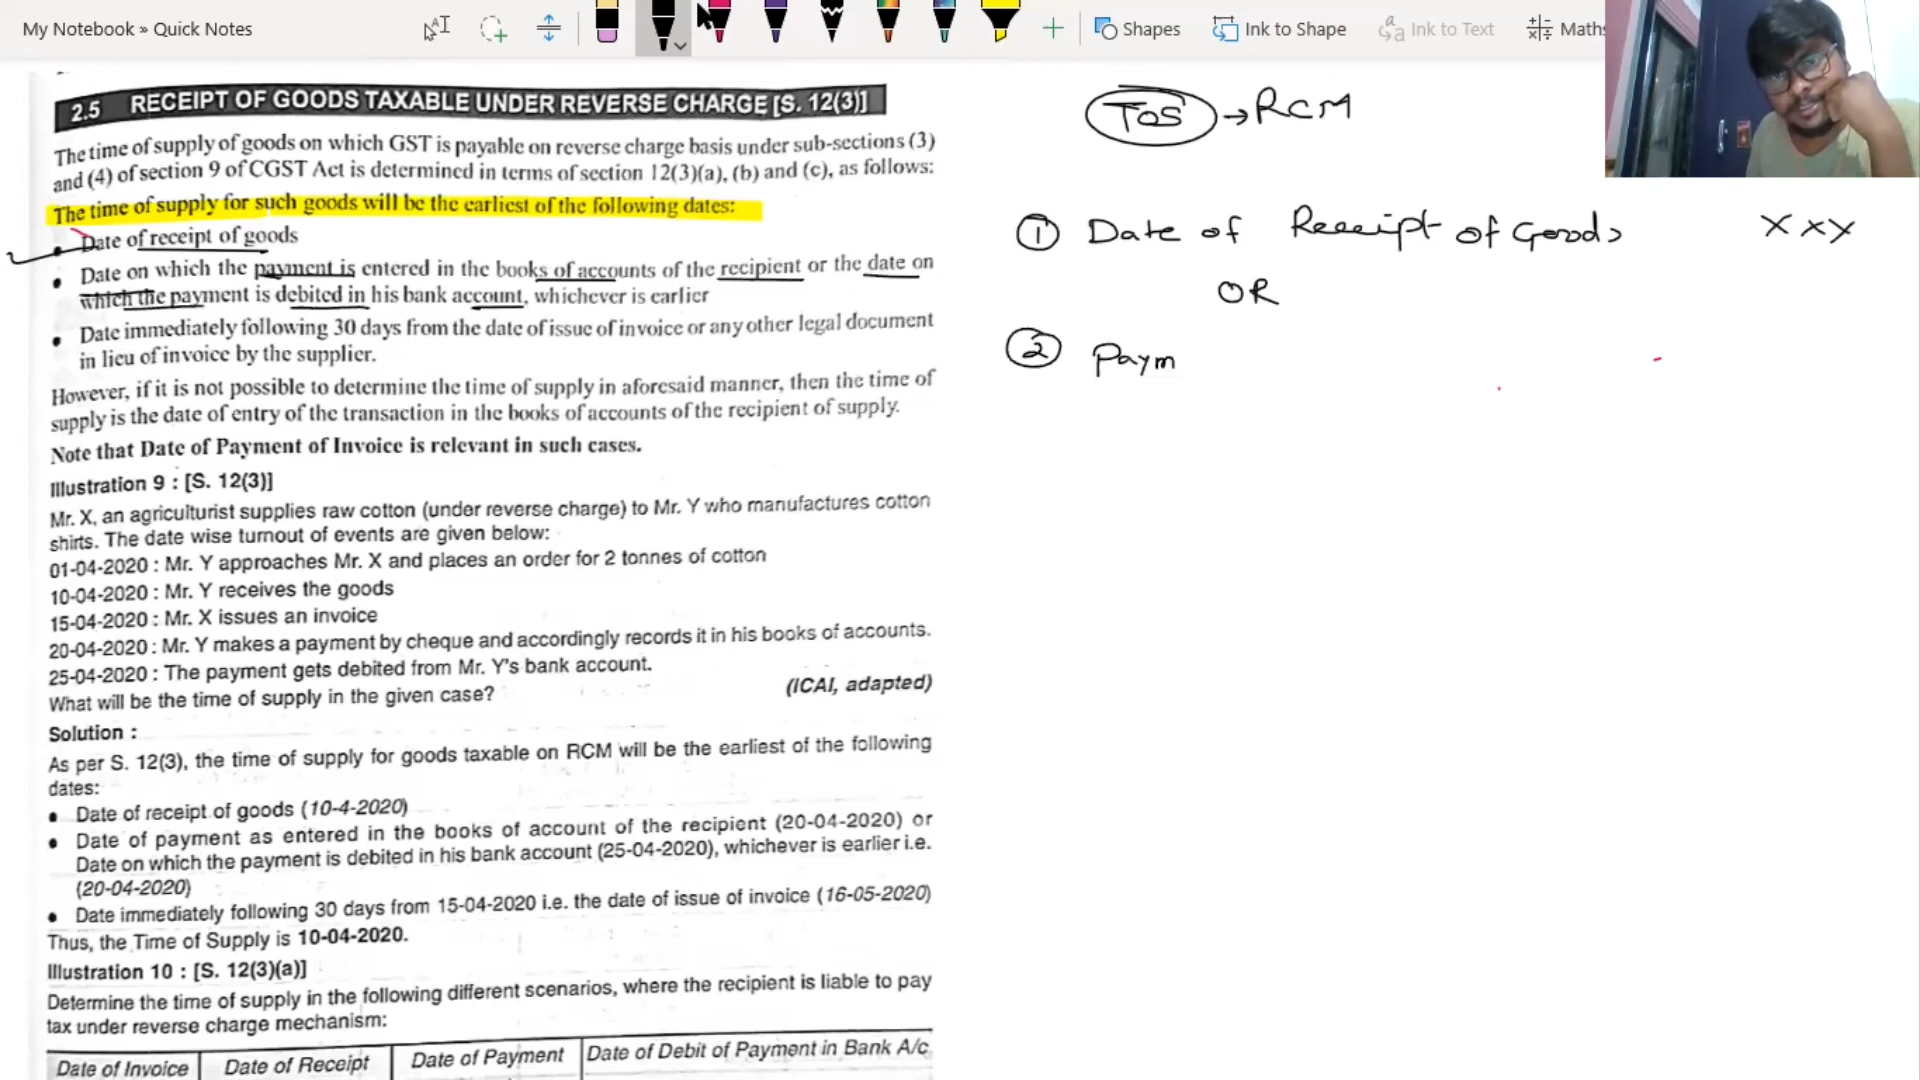 My Notebook » Quick Notes
Shapes
Ink to Shape
Ink to Text
Maths
2.5 RECEIPT OF GOODS TAXABLE UNDER REVERSE CHARGE [S. 12(3)]
The time of supply of goods on which GST is payable on reverse charge basis under sub-sections (3)
and (4) of section 9 of CGST Act is determined in terms of section 12(3)(a), (b) and (c), as follows:
The time of supply for such goods will be the earliest of the following dates:
• Date of receipt of goods
• Date on which the payment is entered in the books of accounts of the recipient or the date on
which the payment is debited in his bank account, whichever is earlier
• Date immediately following 30 days from the date of issue of invoice or any other legal document
in lieu of invoice by the supplier.
However, if it is not possible to determine the time of supply in aforesaid manner, then the time of
supply is the date of entry of the transaction in the books of accounts of the recipient of supply.
Note that Date of Payment of Invoice is relevant in such cases.
Illustration 9 : [S. 12(3)]
Mr. X, an agriculturist supplies raw cotton (under reverse charge) to Mr. Y who manufactures cotton
shirts. The date wise turnout of events are given below:
01-04-2020 : Mr. Y approaches Mr. X and places an order for 2 tonnes of cotton
10-04-2020 : Mr. Y receives the goods
15-04-2020 : Mr. X issues an invoice
20-04-2020 : Mr. Y makes a payment by cheque and accordingly records it in his books of accounts.
25-04-2020 : The payment gets debited from Mr. Y's bank account.
What will be the time of supply in the given case? (ICAI, adapted)
Solution :
As per S. 12(3), the time of supply for goods taxable on RCM will be the earliest of the following
dates:
• Date of receipt of goods (10-4-2020)
• Date of payment as entered in the books of account of the recipient (20-04-2020) or
Date on which the payment is debited in his bank account (25-04-2020), whichever is earlier i.e.
(20-04-2020)
• Date immediately following 30 days from 15-04-2020 i.e. the date of issue of invoice (16-05-2020)
Thus, the Time of Supply is 10-04-2020.
Illustration 10 : [S. 12(3)(a)]
Determine the time of supply in the following different scenarios, where the recipient is liable to pay
tax under reverse charge mechanism:
Date of Invoice Date of Receipt Date of Payment Date of Debit of Payment in Bank A/c
TOS → RCM
① Date of Receipt of Goods XXX
OR
② Paym